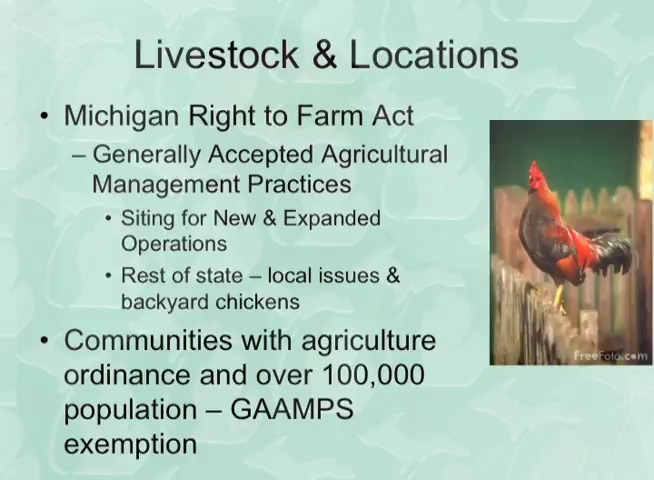 Livestock & Locations
• Michigan Right to Farm Act
– Generally Accepted Agricultural
Management Practices
• Siting for New & Expanded
Operations
• Rest of state – local issues &
backyard chickens
• Communities with agriculture
ordinance and over 100,000
population – GAAMPS
exemption
FreeFoto.com